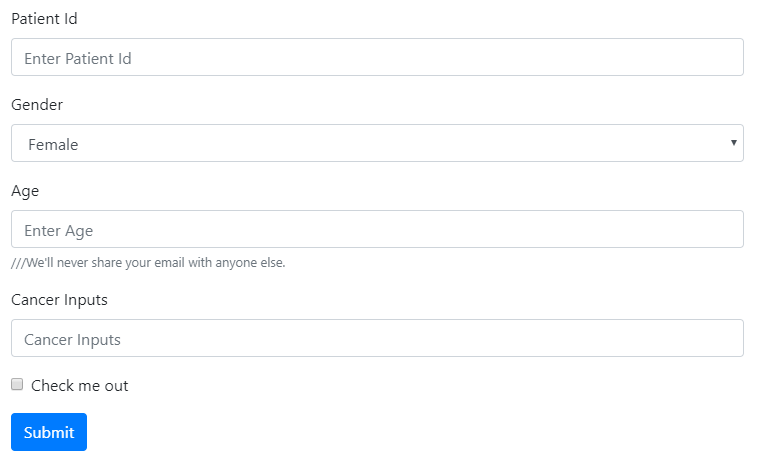 Patient Id
Enter Patient Id
Gender
Female
Age
Enter Age
///We'll never share your email with anyone else.
Cancer Inputs
Cancer Inputs
Check me out
Submit